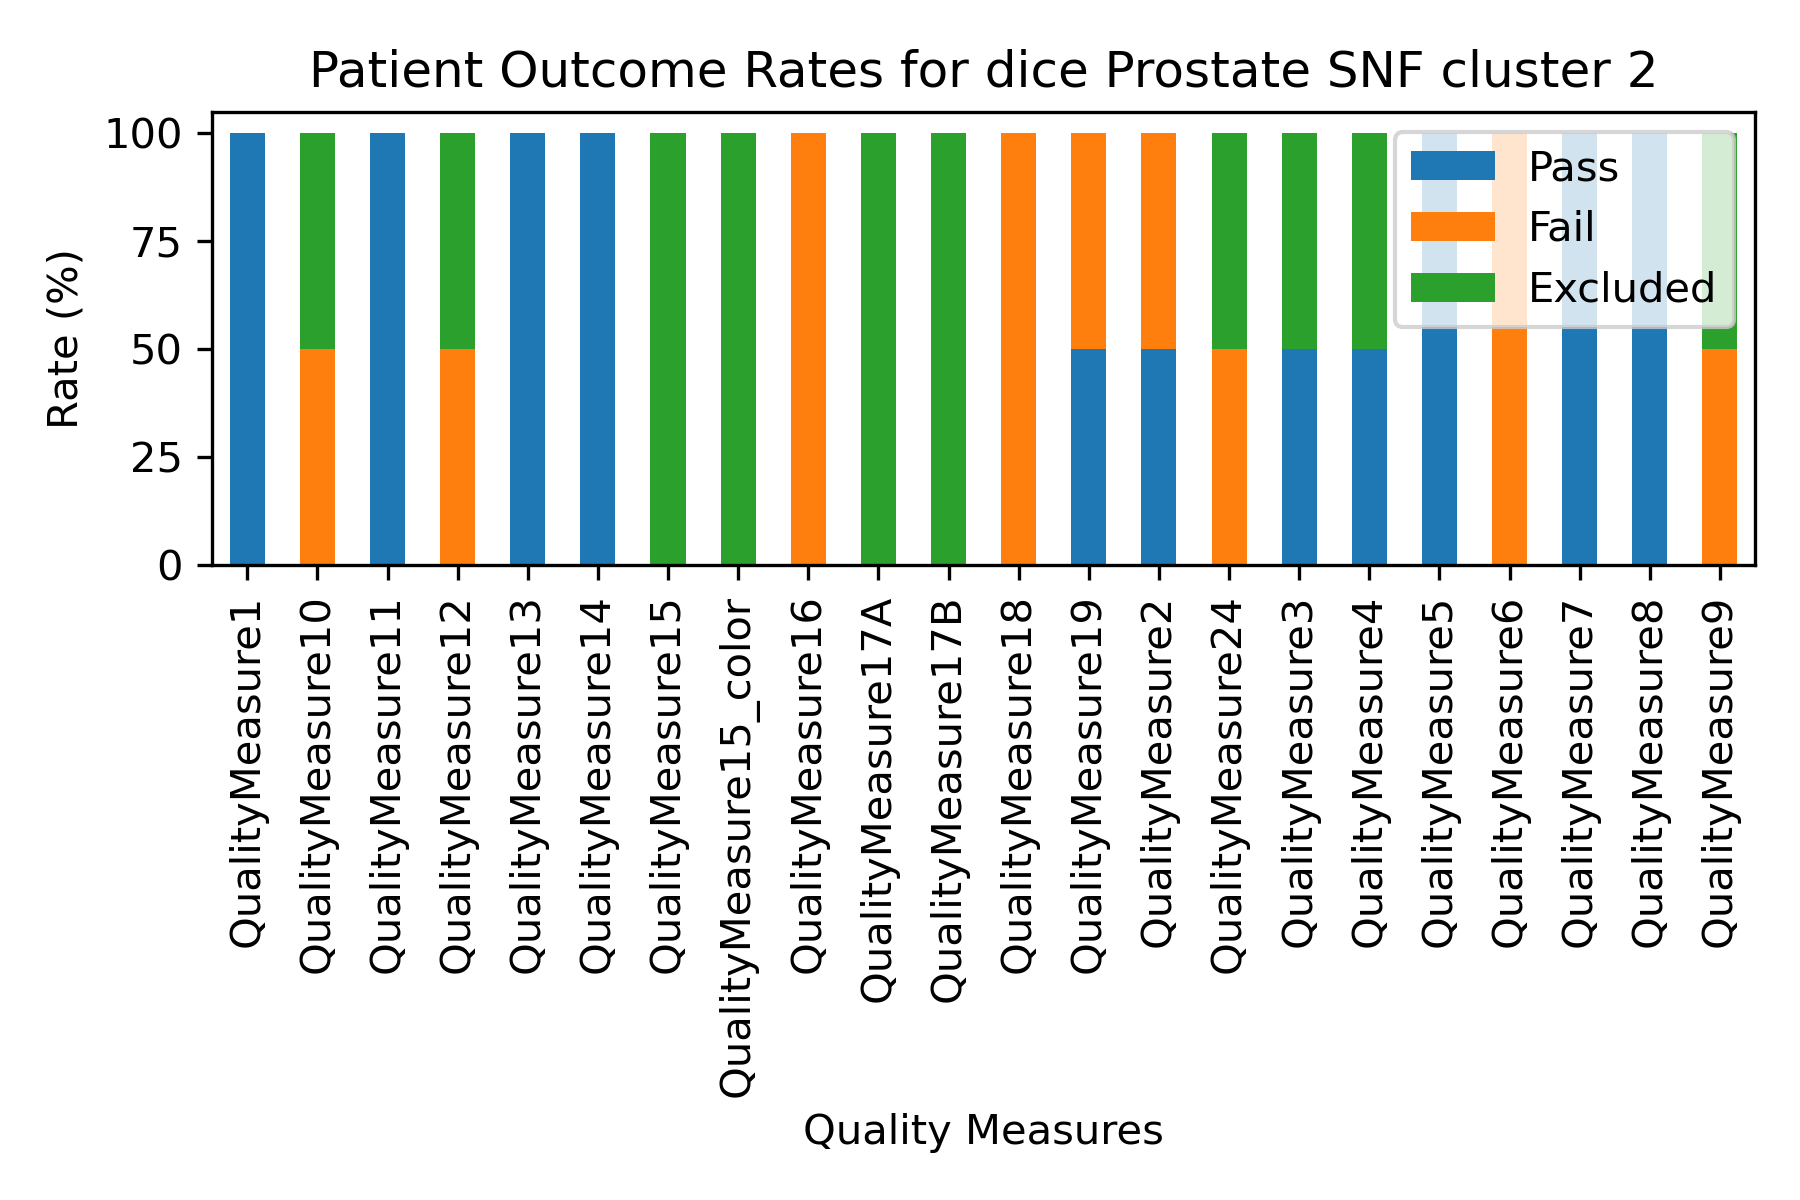 Patient Outcome Rates for dice Prostate SNF cluster 2
100
75
50
25
0
Rate (%)
Pass
Fail
Excluded
QualityMeasure1
QualityMeasure10
QualityMeasure11
QualityMeasure12
QualityMeasure13
QualityMeasure14
QualityMeasure15
QualityMeasure15_color
QualityMeasure16
QualityMeasure17A
QualityMeasure17B
QualityMeasure18
QualityMeasure19
QualityMeasure2
QualityMeasure24
QualityMeasure3
QualityMeasure4
QualityMeasure5
QualityMeasure6
QualityMeasure7
QualityMeasure8
QualityMeasure9
Quality Measures